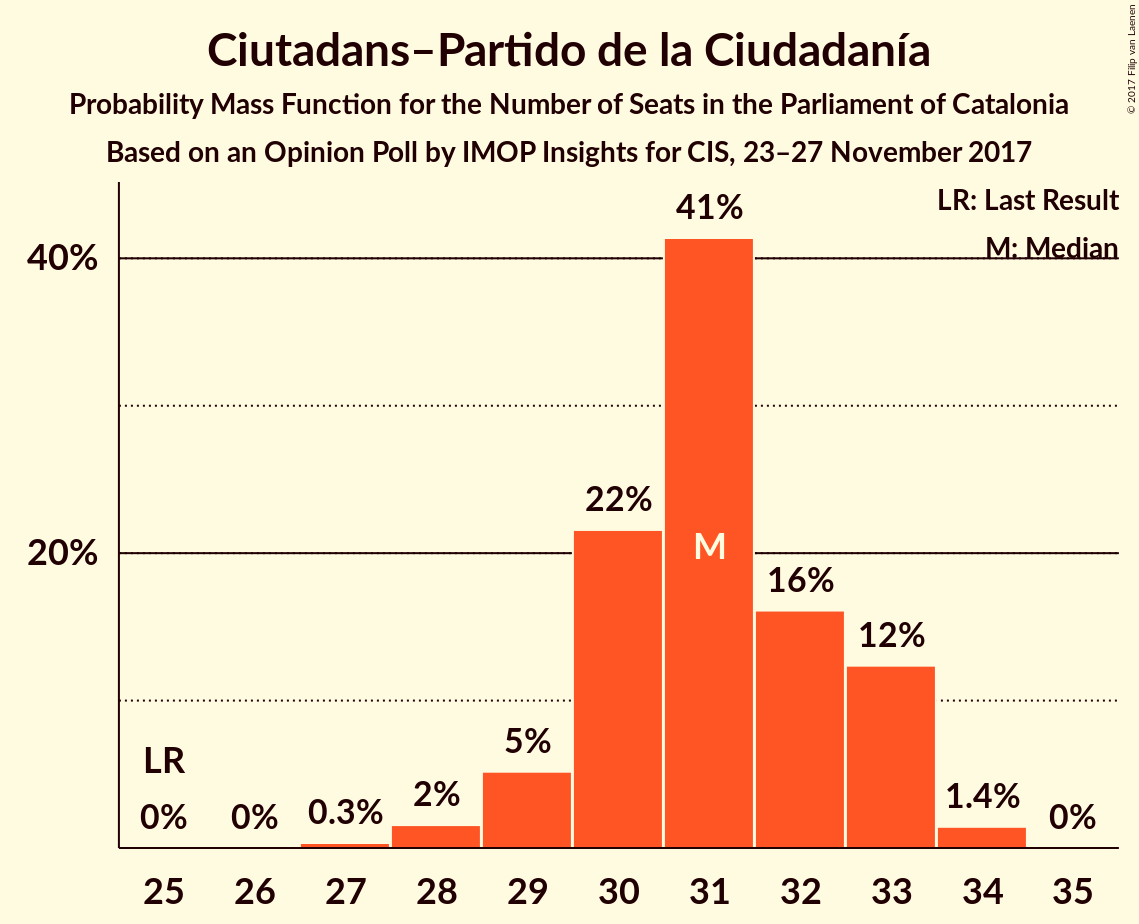 Ciutadans–Partido de la Ciudadanía
Probability Mass Function for the Number of Seats in the Parliament of Catalonia
Based on an Opinion Poll by IMOP Insights for CIS, 23–27 November 2017
© 2017 Filip van Laenen
LR: Last Result
M: Median
40%
20%
LR
0%
0%
0.3%
2%
5%
22%
41%
M
16%
12%
1.4%
0%
25 26 27 28 29 30 31 32 33 34 35